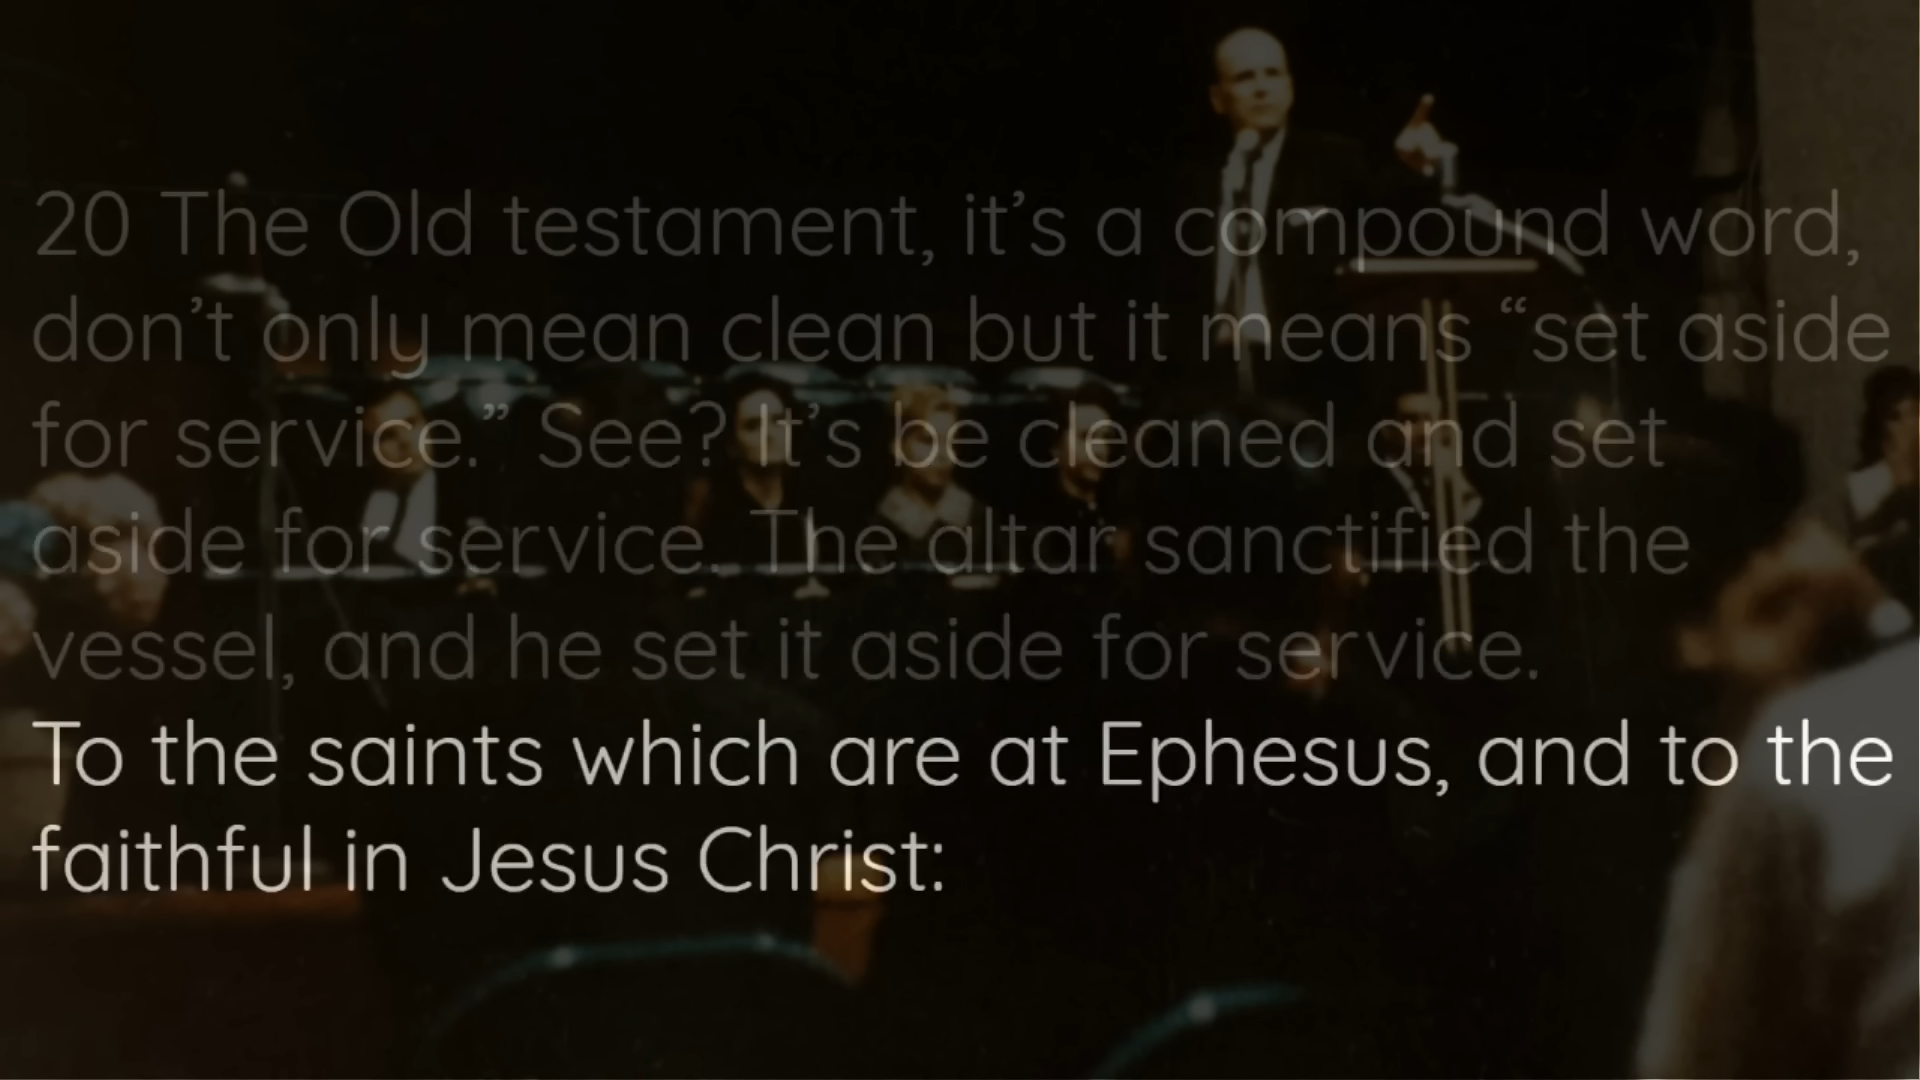 20 The Old testament, it’s a compound word,
don’t only mean clean but it means “set aside
for service.” See? It’s be cleaned and set
aside for service. The altar sanctified the
vessel, and he set it aside for service.
To the saints which are at Ephesus, and to the
faithful in Jesus Christ: